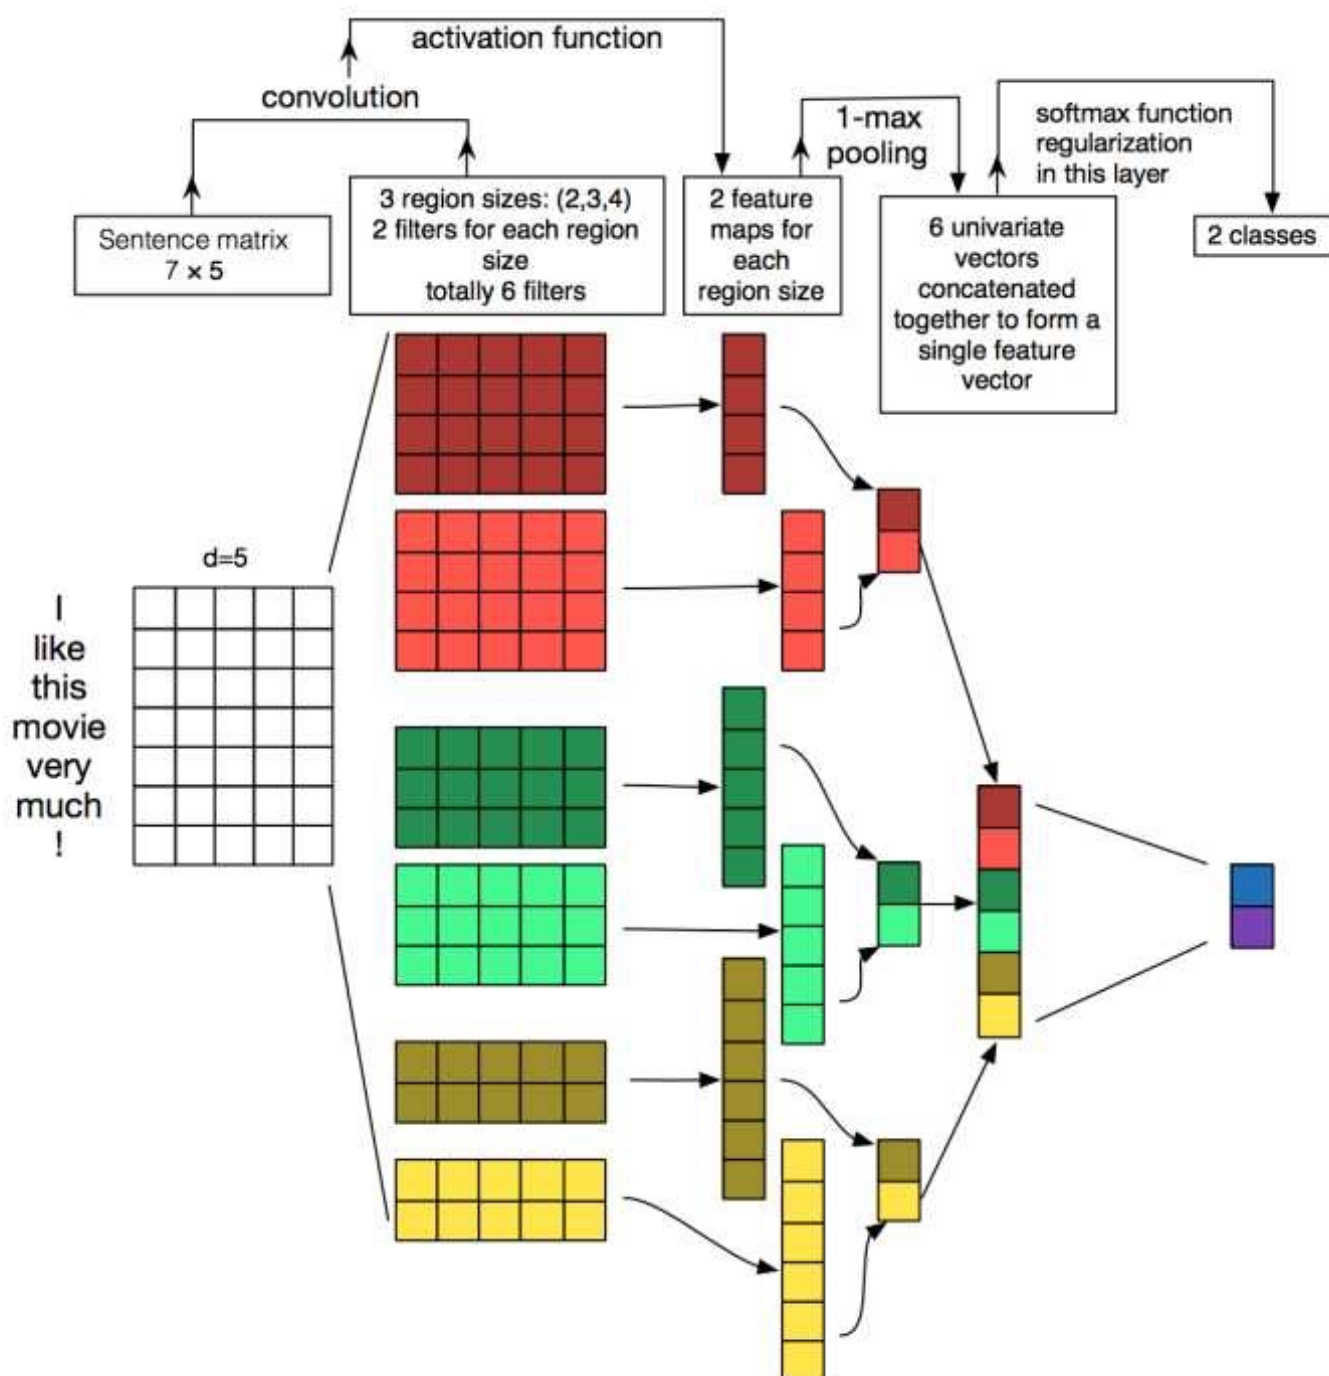 activation function
convolution
1-max
pooling
softmax function
regularization
in this layer
Sentence matrix
7 × 5
3 region sizes: (2,3,4)
2 filters for each region
size
totally 6 filters
2 feature
maps for
each
region size
6 univariate
vectors
concatenated
together to form a
single feature
vector
2 classes
d=5
I
like
this
movie
very
much
!